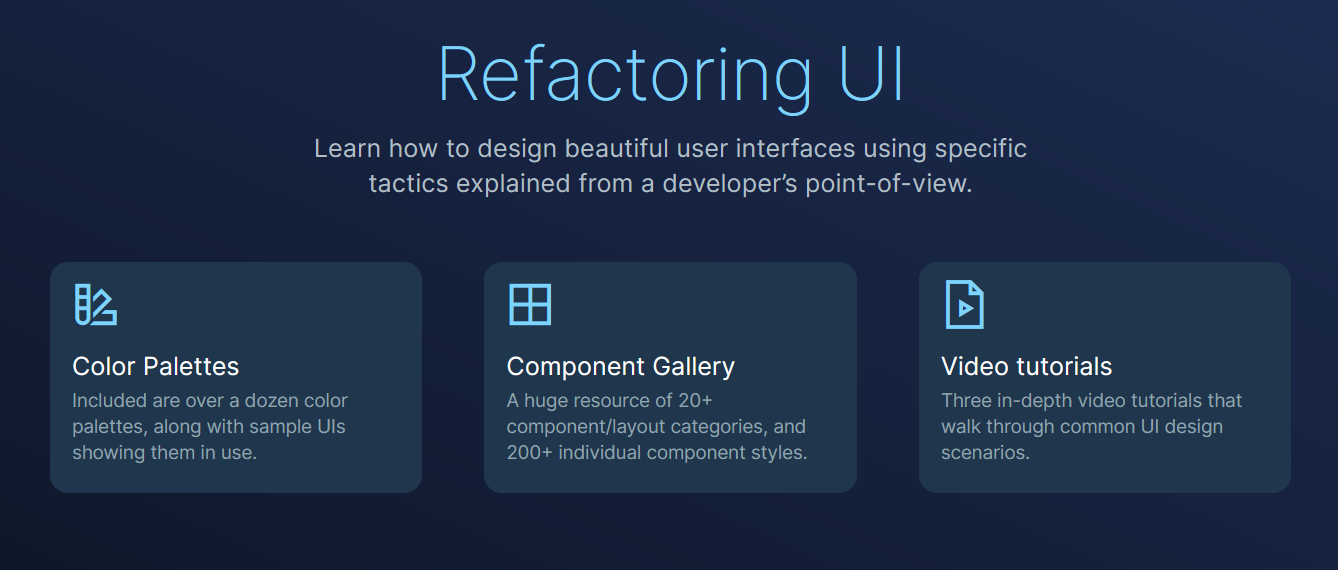 Refactoring UI
Learn how to design beautiful user interfaces using specific
tactics explained from a developer’s point-of-view.
Color Palettes
Included are over a dozen color
palettes, along with sample UIs
showing them in use.
Component Gallery
A huge resource of 20+
component/layout categories, and
200+ individual component styles.
Video tutorials
Three in-depth video tutorials that
walk through common UI design
scenarios.